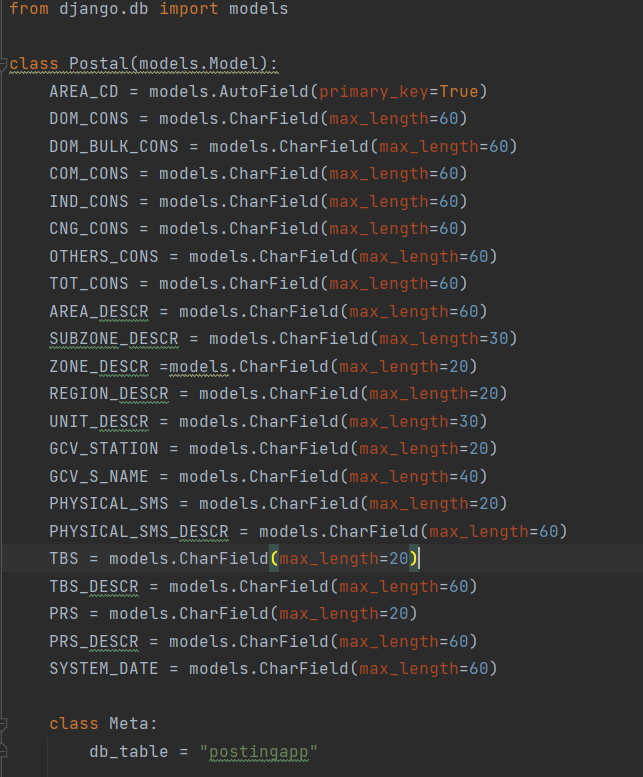 from django.db import models
class Postal(models.Model):
AREA_CD = models.AutoField(primary_key=True)
DOM_CONS = models.CharField(max_length=60)
DOM_BULK_CONS = models.CharField(max_length=60)
COM_CONS = models.CharField(max_length=60)
IND_CONS = models.CharField(max_length=60)
CNG_CONS = models.CharField(max_length=60)
OTHERS_CONS = models.CharField(max_length=60)
TOT_CONS = models.CharField(max_length=60)
AREA_DESCR = models.CharField(max_length=60)
SUBZONE_DESCR = models.CharField(max_length=30)
ZONE_DESCR =models.CharField(max_length=20)
REGION_DESCR = models.CharField(max_length=20)
UNIT_DESCR = models.CharField(max_length=30)
GCV_STATION = models.CharField(max_length=20)
GCV_S_NAME = models.CharField(max_length=40)
PHYSICAL_SMS = models.CharField(max_length=20)
PHYSICAL_SMS_DESCR = models.CharField(max_length=60)
TBS = models.CharField(max_length=20)
TBS_DESCR = models.CharField(max_length=60)
PRS = models.CharField(max_length=20)
PRS_DESCR = models.CharField(max_length=60)
SYSTEM_DATE = models.CharField(max_length=60)
class Meta:
db_table = "postingapp"